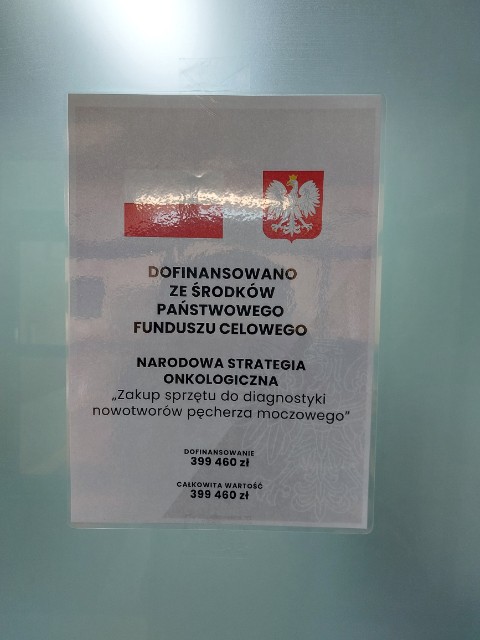 DOFINANSOWANO
ZE ŚRODKÓW
PAŃSTWOWEGO
FUNDUSZU CELOWEGO
NARODOWA STRATEGIA
ONKOLOGICZNA
„Zakup sprzętu do diagnostyki
nowotworów pęcherza moczowego”
DOFINANSOWANIE
399 460 zł
CAŁKOWITA WARTOŚĆ
399 460 zł